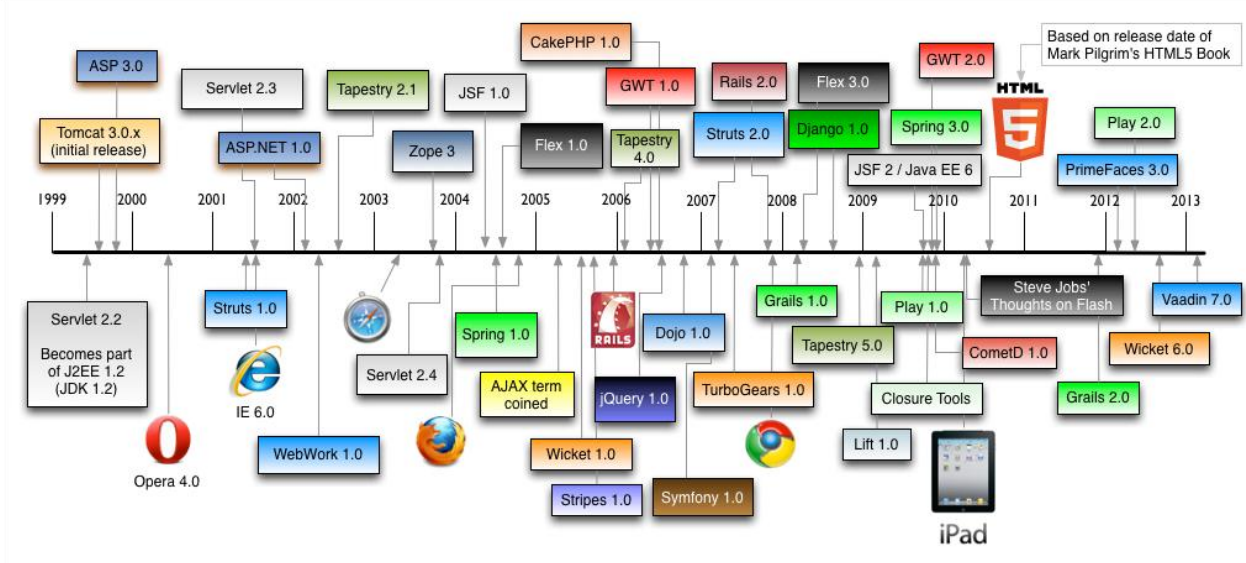 CakePHP 1.0
Based on release date of
Mark Pilgrim's HTML5 Book
ASP 3.0
Servlet 2.3
Tapestry 2.1
JSF 1.0
GWT 1.0
Rails 2.0
Flex 3.0
GWT 2.0
HTML
5
Tomcat 3.0.x
(initial release)
ASP.NET 1.0
Zope 3
Flex 1.0
Tapestry
4.0
Struts 2.0
Django 1.0
Spring 3.0
Play 2.0
JSF 2 / Java EE 6
PrimeFaces 3.0
1999
2000
2001
2002
2003
2004
2005
2006
2007
2008
2009
2010
2011
2012
2013
Servlet 2.2
Becomes part
of J2EE 1.2
(JDK 1.2)
Struts 1.0
IE 6.0
Opera 4.0
WebWork 1.0
Servlet 2.4
Spring 1.0
AJAX term
coined
Wicket 1.0
Stripes 1.0
RAILS
jQuery 1.0
Dojo 1.0
Symfony 1.0
TurboGears 1.0
Grails 1.0
Tapestry 5.0
Lift 1.0
Play 1.0
Closure Tools
CometD 1.0
iPad
Steve Jobs'
Thoughts on Flash
Grails 2.0
Wicket 6.0
Vaadin 7.0